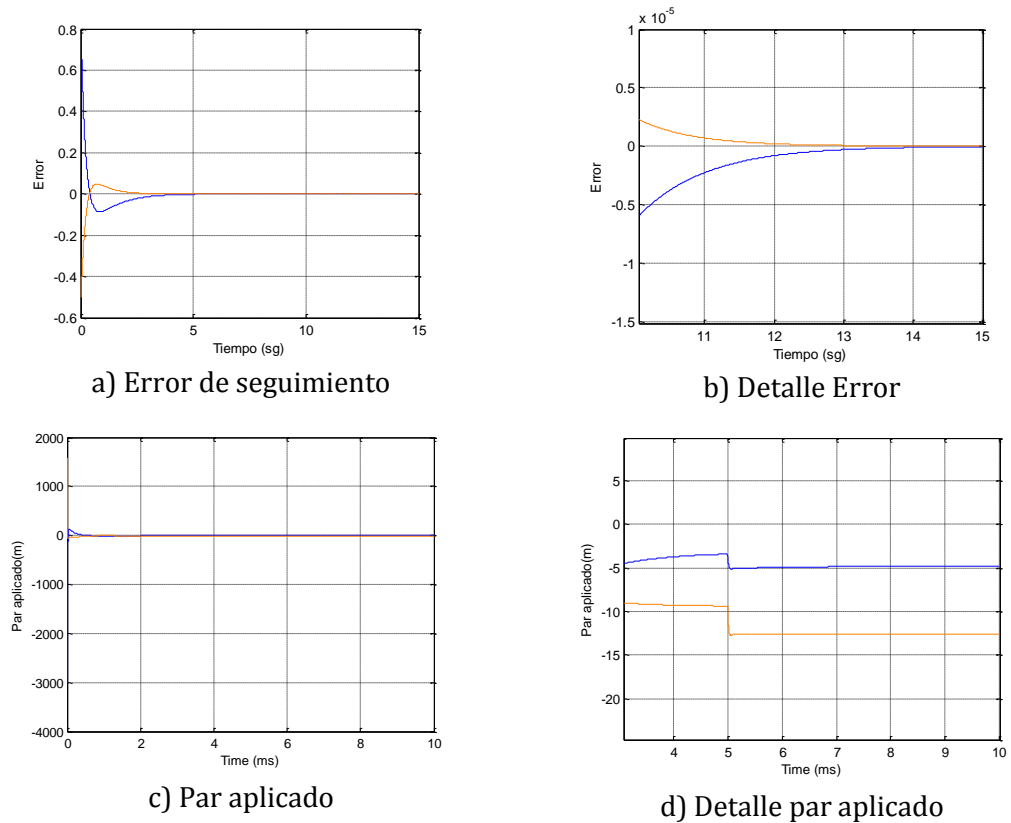 0.8
0.6
0.4
0.2
0
-0.2
-0.4
-0.6
0 5 10 15
Error
Tiempo (sg)
a) Error de seguimiento
x 10^-5
1
0.5
0
-0.5
-1
-1.5
11 12 13 14 15
Error
Tiempo (sg)
b) Detalle Error
2000
1000
0
-1000
-2000
-3000
-4000
0 2 4 6 8 10
Par aplicado(m)
Time (ms)
c) Par aplicado
5
0
-5
-10
-15
-20
4 5 6 7 8 9 10
Par aplicado(m)
Time (ms)
d) Detalle par aplicado